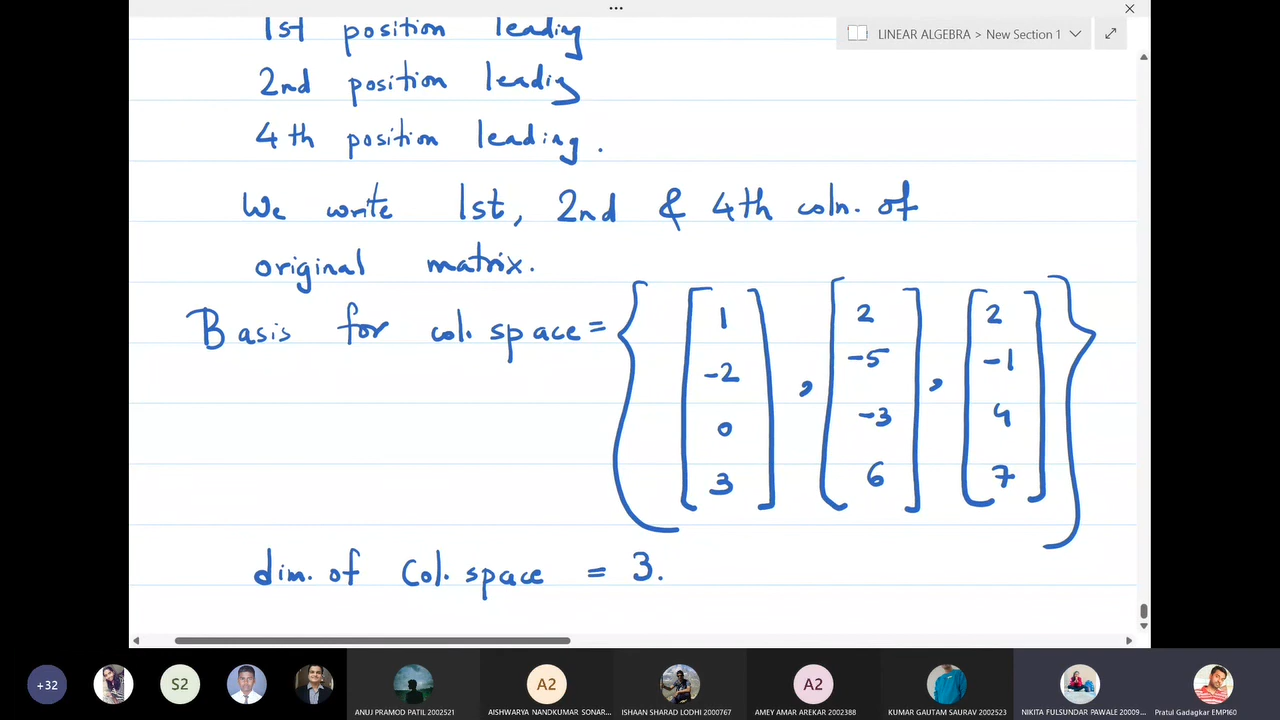 ...
LINEAR ALGEBRA > New Section 1
1st position leading
2nd position leadig
4th position leading.
We write 1st, 2nd & 4th coln. of
original matrix.
Basis for col. space = { [ 1 -2 0 3 ] , [ 2 -5 -3 6 ] , [ 2 -1 4 7 ] }
dim. of Col. space = 3.
+32
S2
A2
A2
ANUJ PRAMOD PATIL 2002521
AISHWARYA NANDKUMAR SONAR...
ISHAAN SHARAD LODHI 2000767
AMEY AMAR AREKAR 2002388
KUMAR GAUTAM SAURAV 2002523
NIKITA FULSUNDAR PAWALE 20009...
Pratul Gadagkar EMP160